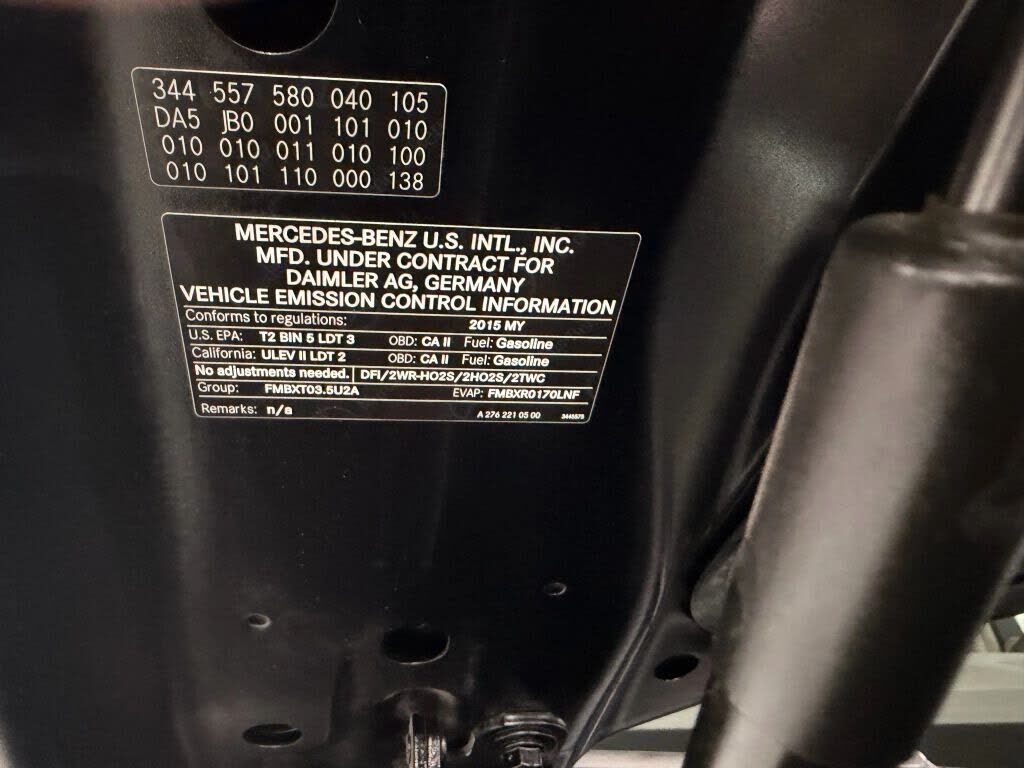 344 557 580 040 105
DA5 JB0 001 101 010
010 010 011 010 100
010 101 110 000 138
MERCEDES-BENZ U.S. INTL., INC.
MFD. UNDER CONTRACT FOR
DAIMLER AG, GERMANY
VEHICLE EMISSION CONTROL INFORMATION
Conforms to regulations: 2015 MY
U.S. EPA: T2 BIN 5 LDT 3 OBD: CA II Fuel: Gasoline
California: ULEV II LDT 2 OBD: CA II Fuel: Gasoline
No adjustments needed. DFI/2WR-HO2S/2HO2S/2TWC
Group: FMBXT03.5U2A EVAP: FMBXR0170LNF
Remarks: n/a A 276 221 05 00